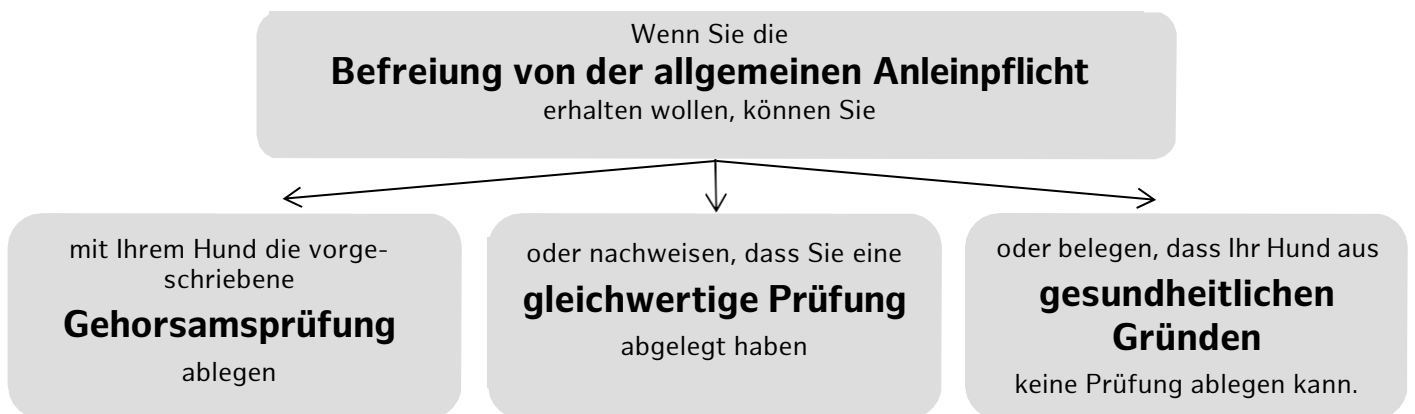 Wenn Sie die
Befreiung von der allgemeinen Anleinpflicht
erhalten wollen, können Sie
mit Ihrem Hund die vorge-
schriebene
Gehorsamsprüfung
ablegen
oder nachweisen, dass Sie eine
gleichwertige Prüfung
abgelegt haben
oder belegen, dass Ihr Hund aus
gesundheitlichen
Gründen
keine Prüfung ablegen kann.